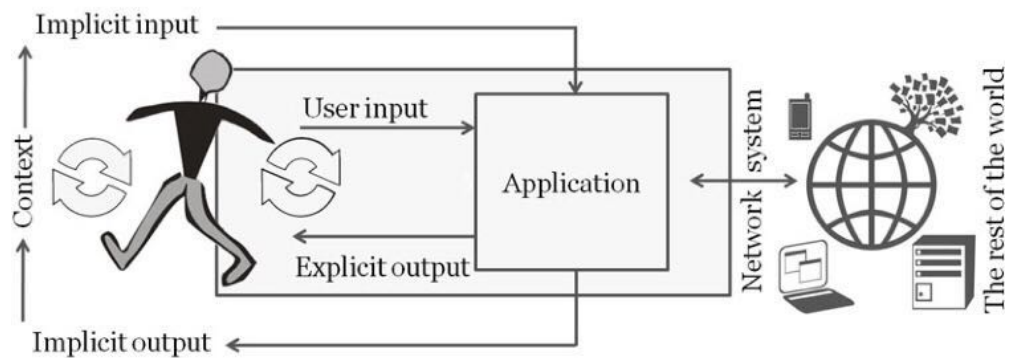 Implicit input
User input
Application
Context
Explicit output
Implicit output
Network system
The rest of the world